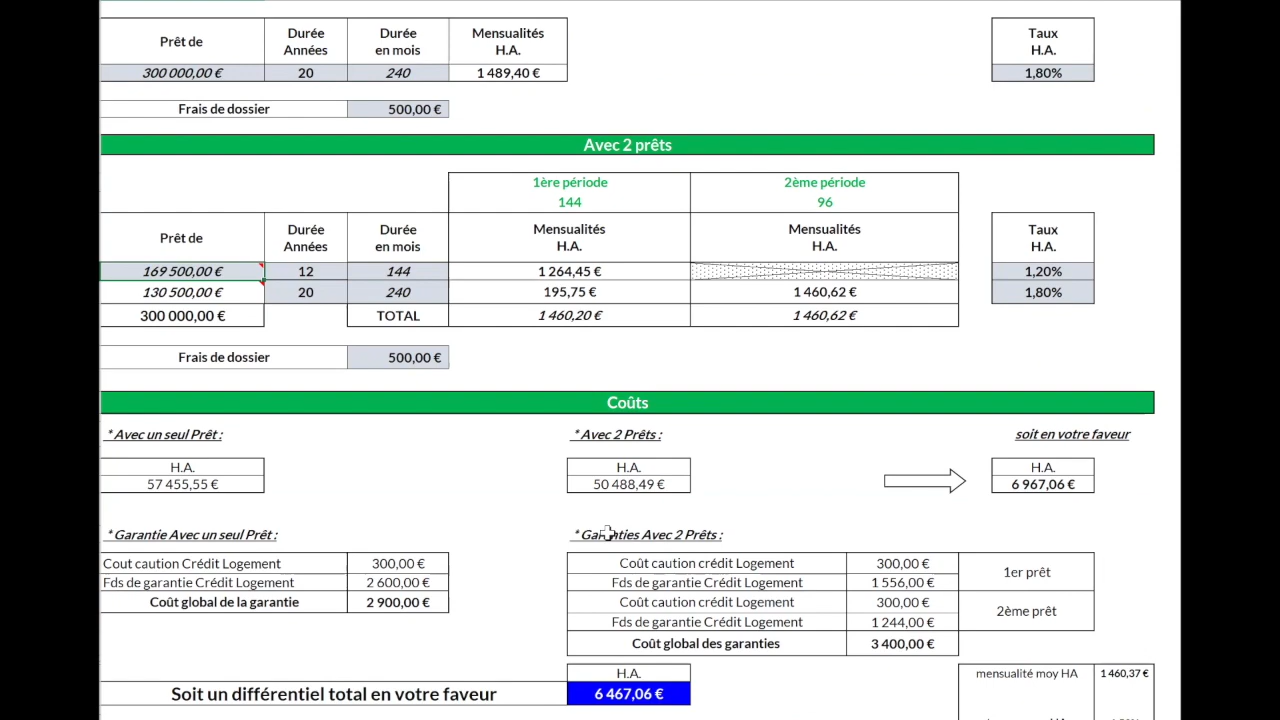 Prêt de
Durée
Années
Durée
en mois
Mensualités
H.A.
Taux
H.A.
300 000,00 € 20 240 1 489,40 € 1,80%
Frais de dossier 500,00 €
Avec 2 prêts
1ère période 2ème période
144 96
Prêt de
Durée
Années
Durée
en mois
Mensualités
H.A.
Mensualités
H.A.
Taux
H.A.
169 500,00 € 12 144 1 264,45 € 1,20%
130 500,00 € 20 240 195,75 € 1 460,62 € 1,80%
300 000,00 € TOTAL 1 460,20 € 1 460,62 €
Frais de dossier 500,00 €
Coûts
* Avec un seul Prêt : * Avec 2 Prêts : soit en votre faveur
H.A. H.A. H.A.
57 455,55 € 50 488,49 € 6 967,06 €
* Garantie Avec un seul Prêt : * Garanties Avec 2 Prêts :
Cout caution Crédit Logement 300,00 €
Fds de garantie Crédit Logement 2 600,00 €
Coût global de la garantie 2 900,00 €
Coût caution crédit Logement 300,00 €
Fds de garantie Crédit Logement 1 556,00 €
1er prêt
Coût caution crédit Logement 300,00 €
Fds de garantie Crédit Logement 1 244,00 €
2ème prêt
Coût global des garanties 3 400,00 €
H.A.
Soit un différentiel total en votre faveur 6 467,06 €
mensualité moy HA 1 460,37 €